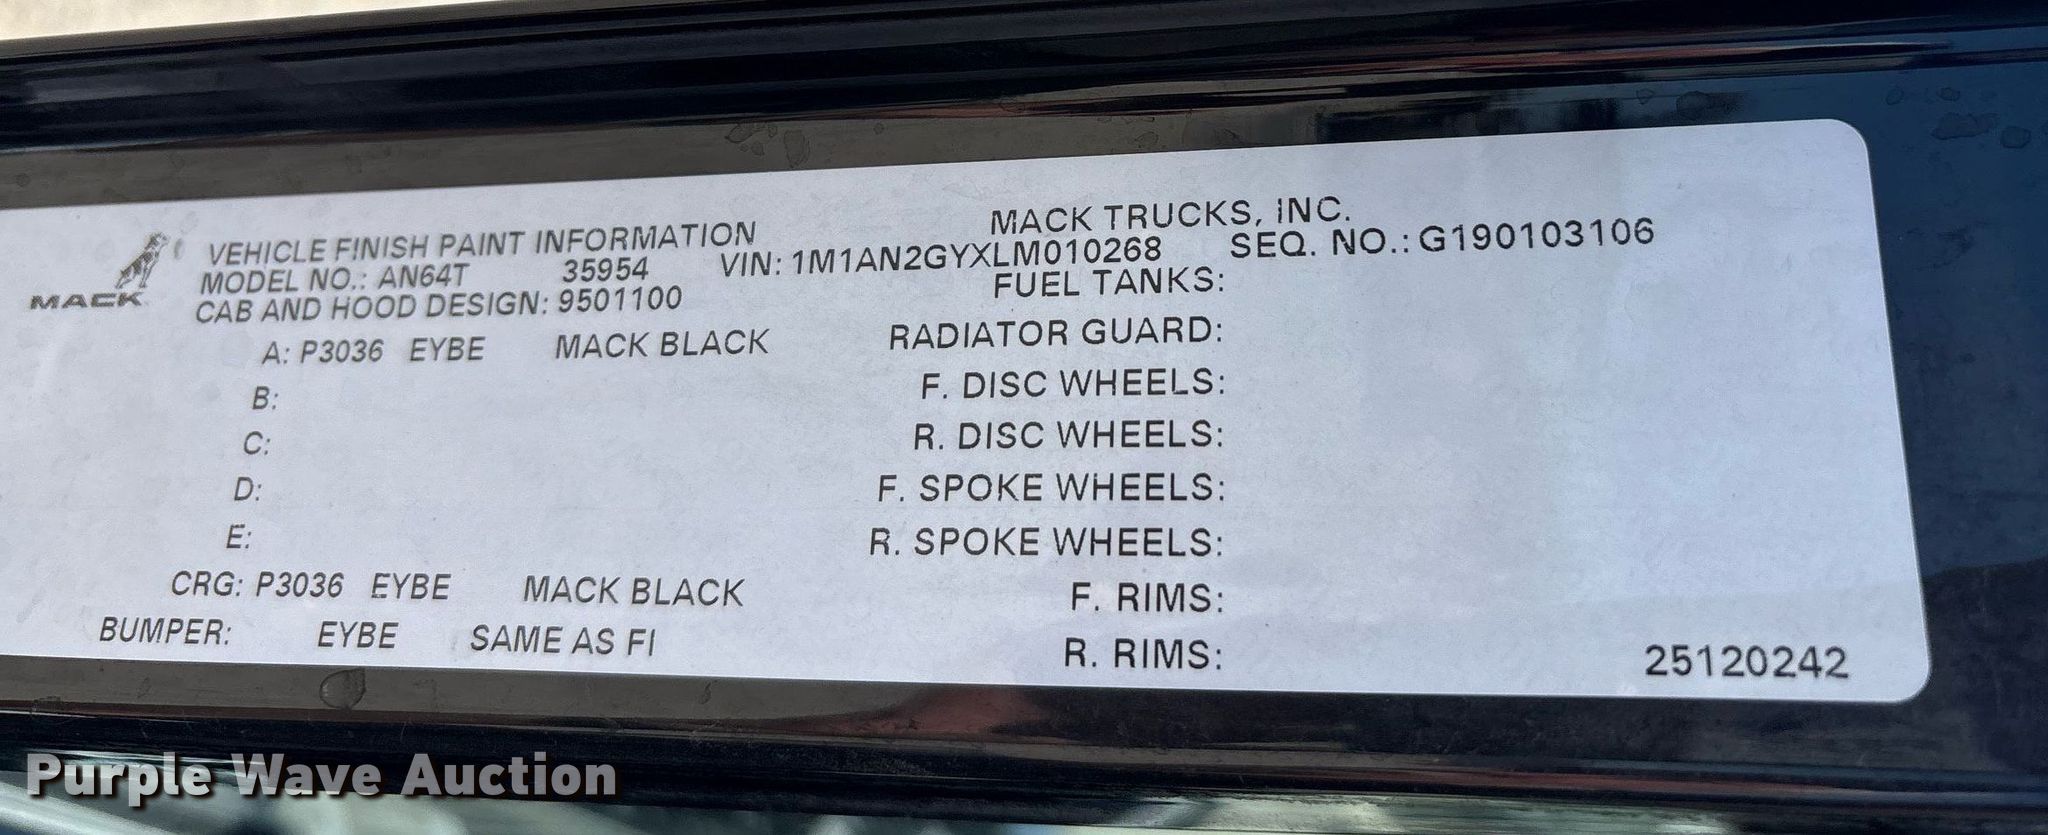 MACK
MACK TRUCKS, INC.
VEHICLE FINISH PAINT INFORMATION
MODEL NO.: AN64T 35954 VIN: 1M1AN2GYXLM010268 SEQ. NO.: G190103106
CAB AND HOOD DESIGN: 9501100 FUEL TANKS:
A: P3036 EYBE MACK BLACK RADIATOR GUARD:
B: F. DISC WHEELS:
C: R. DISC WHEELS:
D: F. SPOKE WHEELS:
E: R. SPOKE WHEELS:
CRG: P3036 EYBE MACK BLACK F. RIMS:
BUMPER: EYBE SAME AS FI R. RIMS:
25120242
Purple Wave Auction